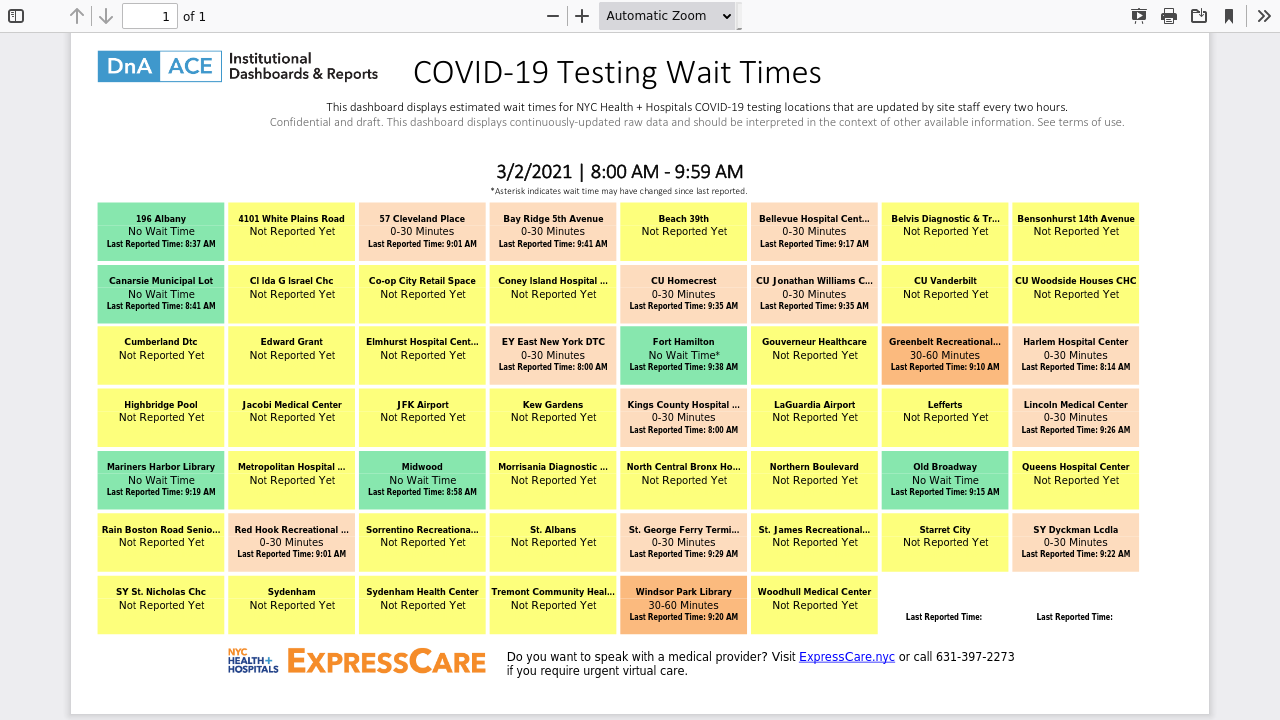 1 of 1 Automatic Zoom
DnA ACE Institutional Dashboards & Reports
COVID-19 Testing Wait Times
This dashboard displays estimated wait times for NYC Health + Hospitals COVID-19 testing locations that are updated by site staff every two hours.
Confidential and draft. This dashboard displays continuously-updated raw data and should be interpreted in the context of other available information. See terms of use.
3/2/2021 | 8:00 AM - 9:59 AM
*Asterisk indicates wait time may have changed since last reported.
196 Albany
No Wait Time
Last Reported Time: 8:37 AM
4101 White Plains Road
Not Reported Yet
57 Cleveland Place
0-30 Minutes
Last Reported Time: 9:01 AM
Bay Ridge 5th Avenue
0-30 Minutes
Last Reported Time: 9:41 AM
Beach 39th
Not Reported Yet
Bellevue Hospital Cent...
0-30 Minutes
Last Reported Time: 9:17 AM
Belvis Diagnostic & Tr...
Not Reported Yet
Bensonhurst 14th Avenue
Not Reported Yet
Canarsie Municipal Lot
No Wait Time
Last Reported Time: 8:41 AM
Cl Ida G Israel Chc
Not Reported Yet
Co-op City Retail Space
Not Reported Yet
Coney Island Hospital ...
Not Reported Yet
CU Homecrest
0-30 Minutes
Last Reported Time: 9:35 AM
CU Jonathan Williams C...
0-30 Minutes
Last Reported Time: 9:35 AM
CU Vanderbilt
Not Reported Yet
CU Woodside Houses CHC
Not Reported Yet
Cumberland Dtc
Not Reported Yet
Edward Grant
Not Reported Yet
Elmhurst Hospital Cent...
Not Reported Yet
EY East New York DTC
0-30 Minutes
Last Reported Time: 8:00 AM
Fort Hamilton
No Wait Time*
Last Reported Time: 9:38 AM
Gouverneur Healthcare
Not Reported Yet
Greenbelt Recreational...
30-60 Minutes
Last Reported Time: 9:10 AM
Harlem Hospital Center
0-30 Minutes
Last Reported Time: 8:14 AM
Highbridge Pool
Not Reported Yet
Jacobi Medical Center
Not Reported Yet
JFK Airport
Not Reported Yet
Kew Gardens
Not Reported Yet
Kings County Hospital ...
0-30 Minutes
Last Reported Time: 8:00 AM
LaGuardia Airport
Not Reported Yet
Lefferts
Not Reported Yet
Lincoln Medical Center
0-30 Minutes
Last Reported Time: 9:26 AM
Mariners Harbor Library
No Wait Time
Last Reported Time: 9:19 AM
Metropolitan Hospital ...
Not Reported Yet
Midwood
No Wait Time
Last Reported Time: 8:58 AM
Morrisania Diagnostic ...
Not Reported Yet
North Central Bronx Ho...
Not Reported Yet
Northern Boulevard
Not Reported Yet
Old Broadway
No Wait Time
Last Reported Time: 9:15 AM
Queens Hospital Center
Not Reported Yet
Rain Boston Road Senio...
Not Reported Yet
Red Hook Recreational ...
0-30 Minutes
Last Reported Time: 9:01 AM
Sorrentino Recreationa...
Not Reported Yet
St. Albans
Not Reported Yet
St. George Ferry Termi...
0-30 Minutes
Last Reported Time: 9:29 AM
St. James Recreational...
Not Reported Yet
Starret City
Not Reported Yet
SY Dyckman Lcdla
0-30 Minutes
Last Reported Time: 9:22 AM
SY St. Nicholas Chc
Not Reported Yet
Sydenham
Not Reported Yet
Sydenham Health Center
Not Reported Yet
Tremont Community Heal...
Not Reported Yet
Windsor Park Library
30-60 Minutes
Last Reported Time: 9:20 AM
Woodhull Medical Center
Not Reported Yet
Last Reported Time:
Last Reported Time:
NYC HEALTH+ HOSPITALS
EXPRESSCARE
Do you want to speak with a medical provider? Visit ExpressCare.nyc or call 631-397-2273
if you require urgent virtual care.